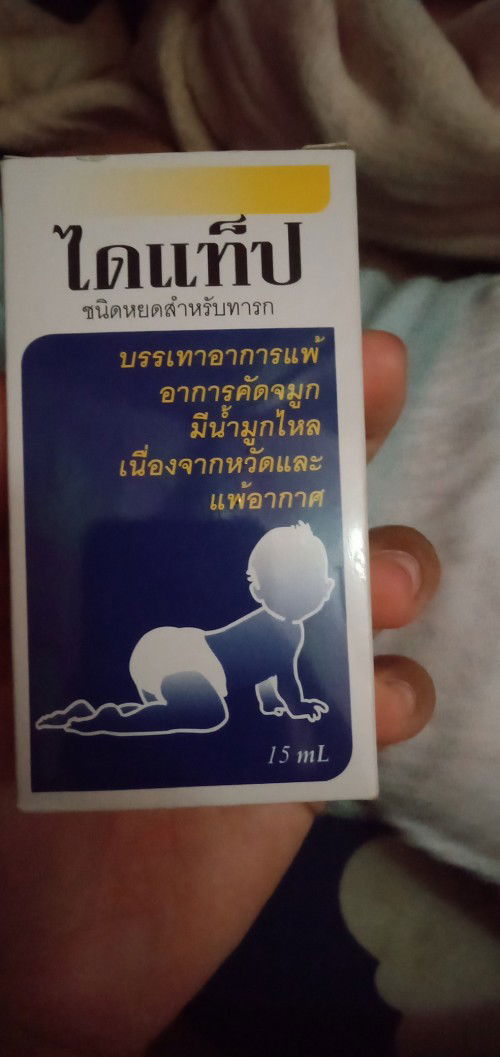 ไดแท็ป
ชนิดหยดสำหรับทารก
บรรเทาอาการแพ้
อาการคัดจมูก
มีน้ำมูกไหล
เนื่องจากหวัดและ
แพ้อากาศ
15 mL